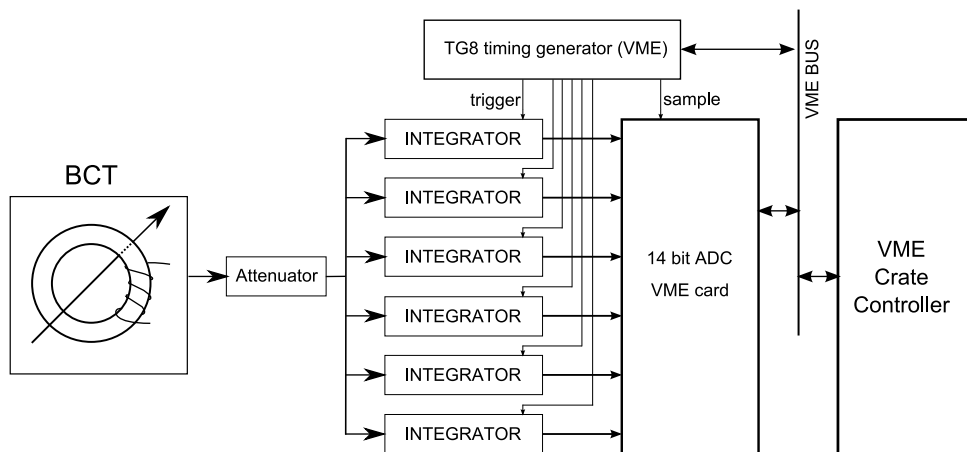 TG8 timing generator (VME)
trigger
sample
VME BUS
INTEGRATOR
INTEGRATOR
INTEGRATOR
INTEGRATOR
INTEGRATOR
INTEGRATOR
BCT
Attenuator
14 bit ADC
VME card
VME
Crate
Controller